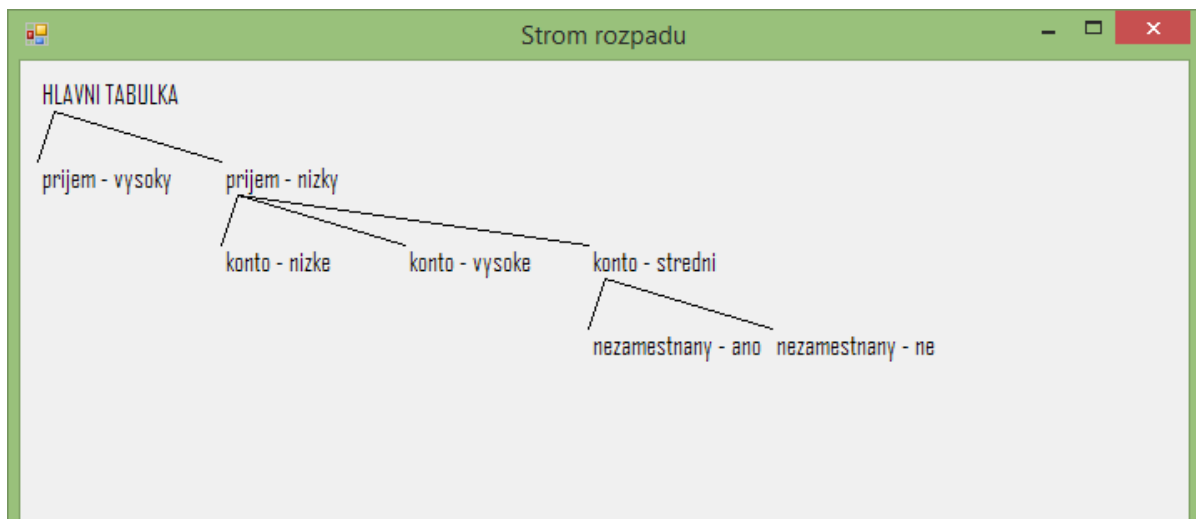 Strom rozpadu
HLAVNI TABULKA
prijem - vysoky prijem - nizky
konto - nizke konto - vysoke konto - stredni
nezamestnany - ano nezamestnany - ne